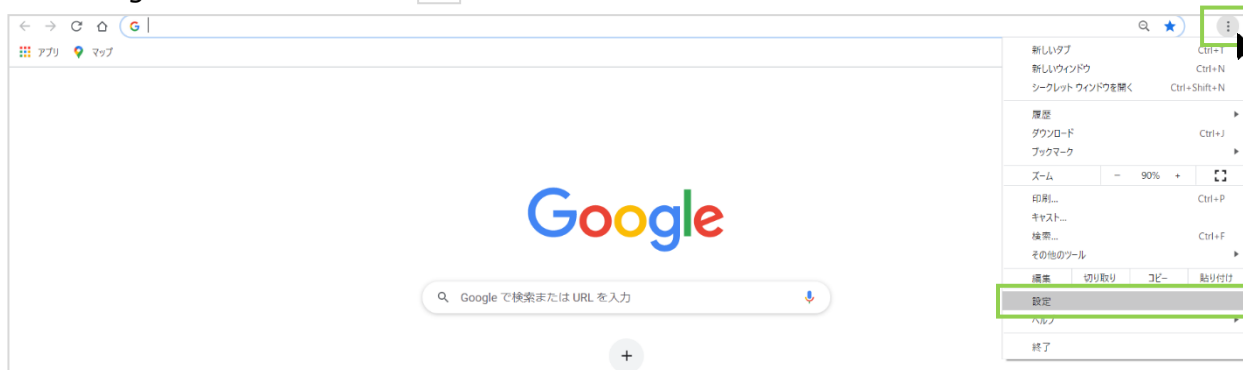 アプリ マップ
新しいタブ Ctrl+T
新しいウィンドウ Ctrl+N
シークレット ウィンドウを開く Ctrl+Shift+N
履歴
ダウンロード Ctrl+J
ブックマーク
ズーム － 90% +
Google
印刷... Ctrl+P
キャスト...
検索... Ctrl+F
その他のツール
編集 切り取り コピー 貼り付け
Google で検索または URL を入力
設定
ヘルプ
+
終了